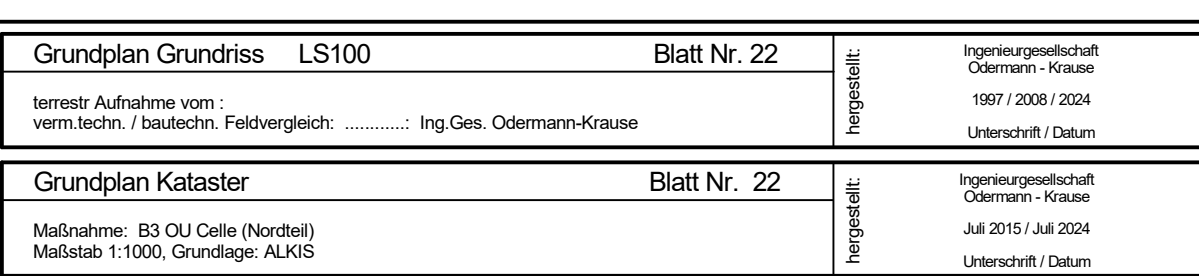 Grundplan Grundriss LS100 Blatt Nr. 22
terrestr Aufnahme vom :
verm.techn. / bautechn. Feldvergleich: ............: Ing.Ges. Odermann-Krause
hergestellt:
Ingenieurgesellschaft
Odermann - Krause
1997 / 2008 / 2024
Unterschrift / Datum
Grundplan Kataster Blatt Nr. 22
Maßnahme: B3 OU Celle (Nordteil)
Maßstab 1:1000, Grundlage: ALKIS
hergestellt:
Ingenieurgesellschaft
Odermann - Krause
Juli 2015 / Juli 2024
Unterschrift / Datum